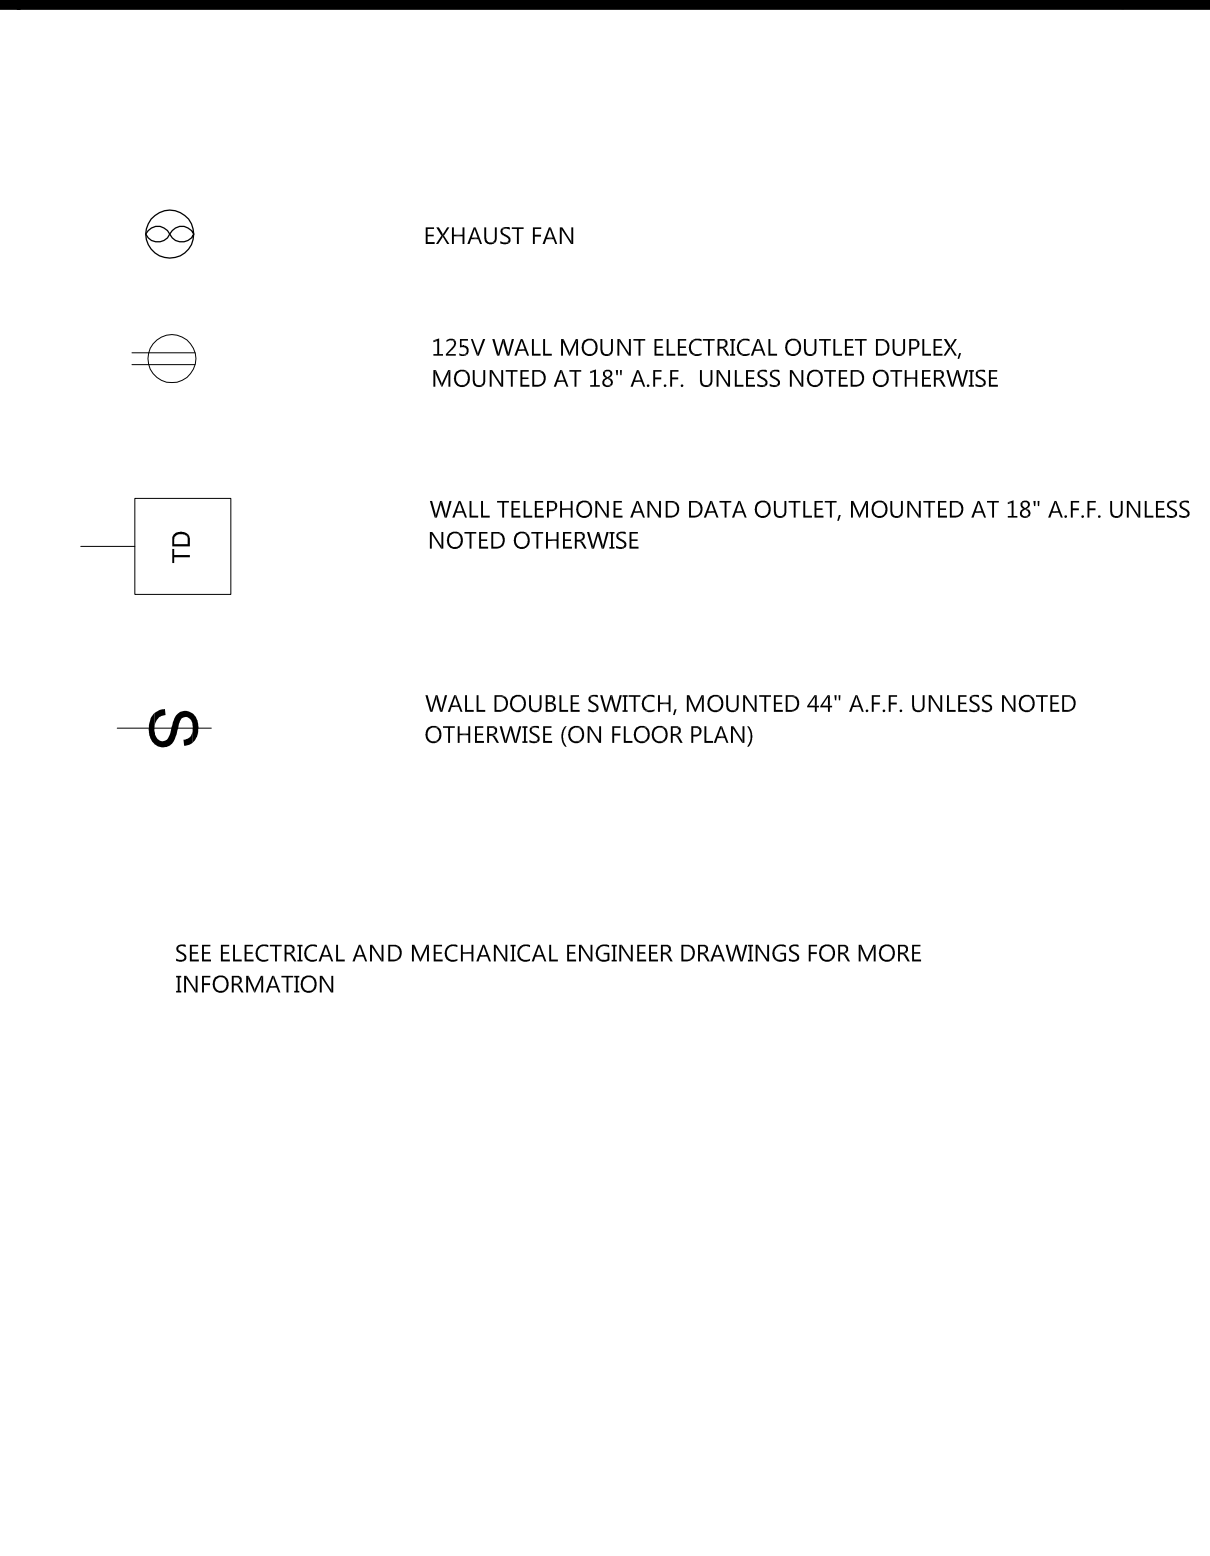 EXHAUST FAN
125V WALL MOUNT ELECTRICAL OUTLET DUPLEX,
MOUNTED AT 18" A.F.F.  UNLESS NOTED OTHERWISE
TD
WALL TELEPHONE AND DATA OUTLET, MOUNTED AT 18" A.F.F. UNLESS
NOTED OTHERWISE
S
WALL DOUBLE SWITCH, MOUNTED 44" A.F.F. UNLESS NOTED
OTHERWISE (ON FLOOR PLAN)
SEE ELECTRICAL AND MECHANICAL ENGINEER DRAWINGS FOR MORE
INFORMATION